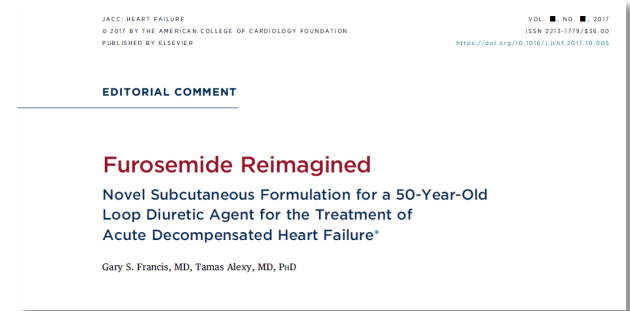 JACC: HEART FAILURE
© 2017 BY THE AMERICAN COLLEGE OF CARDIOLOGY FOUNDATION
PUBLISHED BY ELSEVIER
VOL. ■, NO. ■, 2017
ISSN 2213-1779/$36.00
https://doi.org/10.1016/j.jchf.2017.10.005
EDITORIAL COMMENT
Furosemide Reimagined
Novel Subcutaneous Formulation for a 50-Year-Old
Loop Diuretic Agent for the Treatment of
Acute Decompensated Heart Failure*
Gary S. Francis, MD, Tamas Alexy, MD, PHD